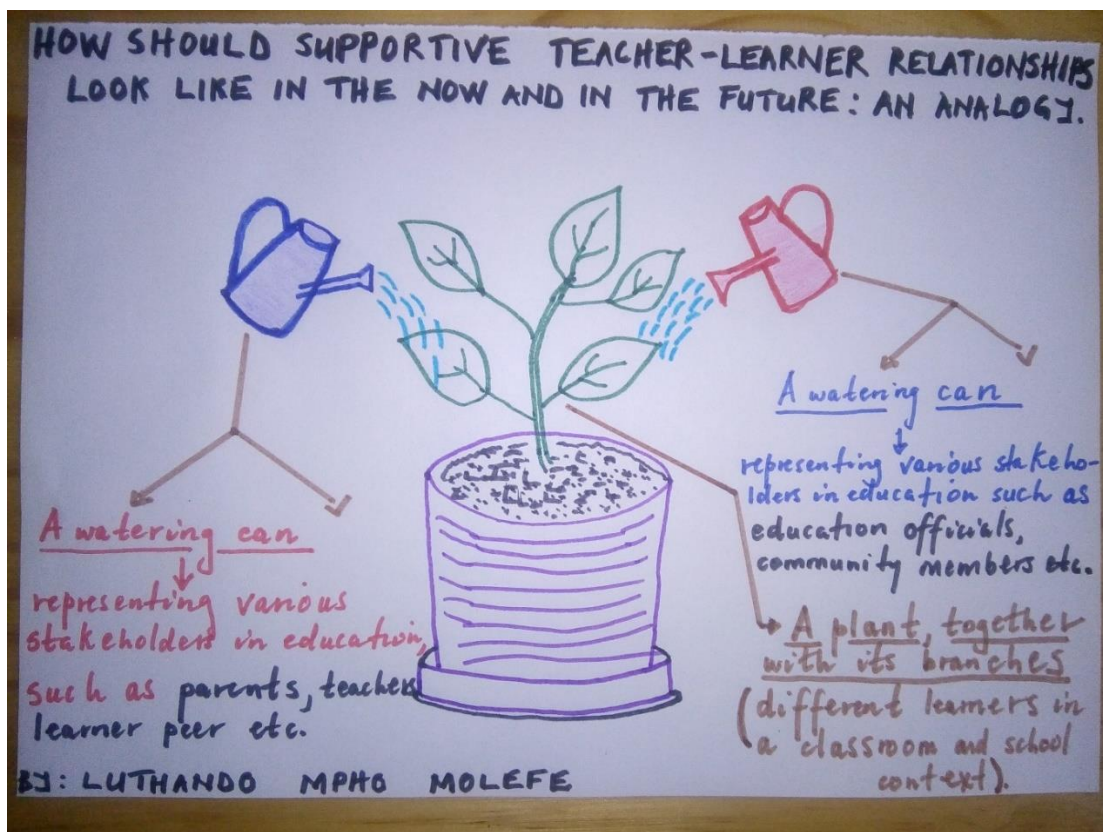 HOW SHOULD SUPPORTIVE TEACHER-LEARNER RELATIONSHIPS
LOOK LIKE IN THE NOW AND IN THE FUTURE: AN ANALOGY.
A watering can
representing various
stakeholders in education,
such as parents, teachers
learner peer etc.
A watering can
representing various stakeho-
lders in education such as
education officials,
community members etc.
A plant, together
with its branches
(different learners in
a classroom and school
context).
BY: LUTHANDO MPHO MOLEFE